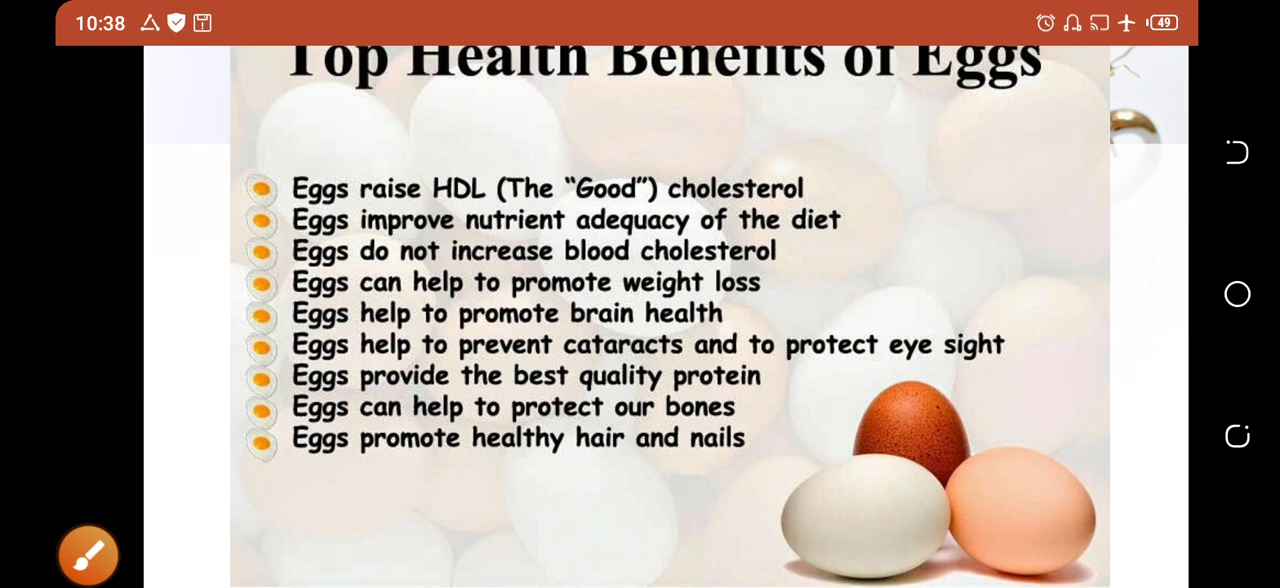 10:38
49
Top Health Benefits of Eggs
Eggs raise HDL (The “Good”) cholesterol
Eggs improve nutrient adequacy of the diet
Eggs do not increase blood cholesterol
Eggs can help to promote weight loss
Eggs help to promote brain health
Eggs help to prevent cataracts and to protect eye sight
Eggs provide the best quality protein
Eggs can help to protect our bones
Eggs promote healthy hair and nails